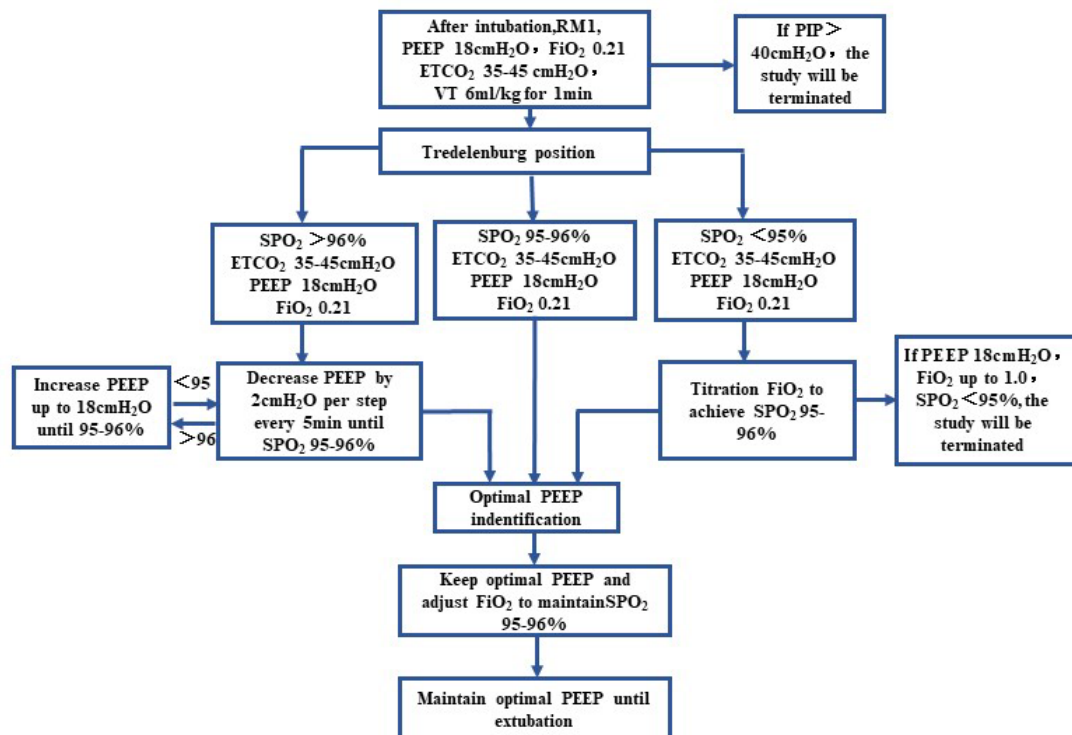 After intubation,RM1,
PEEP 18cmH₂O, FiO₂ 0.21
ETCO₂ 35-45 cmH₂O,
VT 6ml/kg for 1min
If PIP＞
40cmH₂O, the
study will be
terminated
Tredelenburg position
SPO₂ ＞96%
ETCO₂ 35-45cmH₂O
PEEP 18cmH₂O
FiO₂ 0.21
SPO₂ 95-96%
ETCO₂ 35-45cmH₂O
PEEP 18cmH₂O
FiO₂ 0.21
SPO₂ ＜95%
ETCO₂ 35-45cmH₂O
PEEP 18cmH₂O
FiO₂ 0.21
Increase PEEP
up to 18cmH₂O
until 95-96%
＜95
＞96
Decrease PEEP by
2cmH₂O per step
every 5min until
SPO₂ 95-96%
Titration FiO₂ to
achieve SPO₂ 95-
96%
If PEEP 18cmH₂O,
FiO₂ up to 1.0,
SPO₂＜95%, the
study will be
terminated
Optimal PEEP
indentification
Keep optimal PEEP and
adjust FiO₂ to maintainSPO₂
95-96%
Maintain optimal PEEP until
extubation